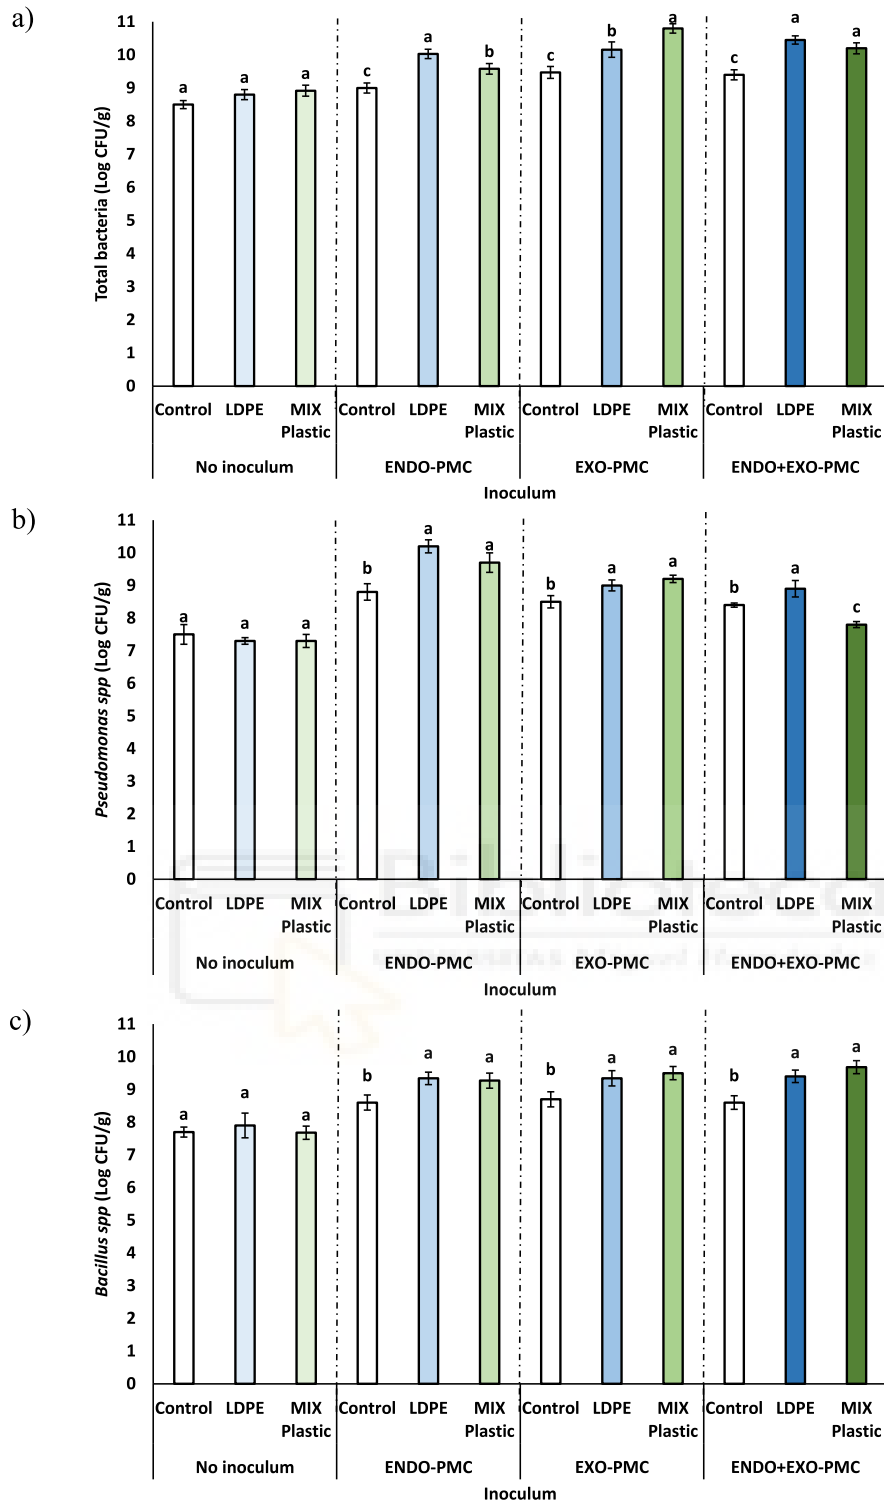 a)
Total bacteria (Log CFU/g)
11
10
9
8
7
6
5
4
3
2
1
0
a a a c a b c b a c a a
Control LDPE MIX Plastic Control LDPE MIX Plastic Control LDPE MIX Plastic Control LDPE MIX Plastic
No inoculum ENDO-PMC EXO-PMC ENDO+EXO-PMC
Inoculum
b)
Pseudomonas spp (Log CFU/g)
11
10
9
8
7
6
5
4
3
2
1
0
a a a b a a b a a b a c
Control LDPE MIX Plastic Control LDPE MIX Plastic Control LDPE MIX Plastic Control LDPE MIX Plastic
No inoculum ENDO-PMC EXO-PMC ENDO+EXO-PMC
Inoculum
Biblioteca
c)
Bacillus spp (Log CFU/g)
11
10
9
8
7
6
5
4
3
2
1
0
a a a b a a b a a b a a
Control LDPE MIX Plastic Control LDPE MIX Plastic Control LDPE MIX Plastic Control LDPE MIX Plastic
No inoculum ENDO-PMC EXO-PMC ENDO+EXO-PMC
Inoculum